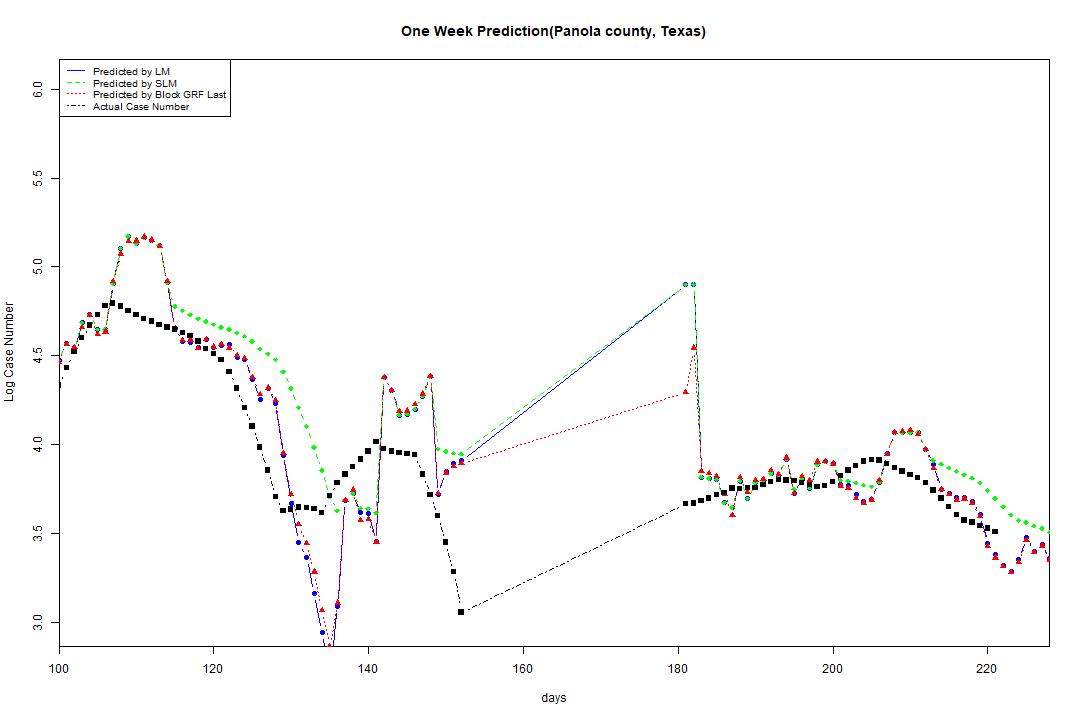 One Week Prediction(Panola county, Texas)
Predicted by LM
Predicted by SLM
Predicted by Block GRF Last
Actual Case Number
Log Case Number
6.0
5.5
5.0
4.5
4.0
3.5
3.0
100 120 140 160 180 200 220
days